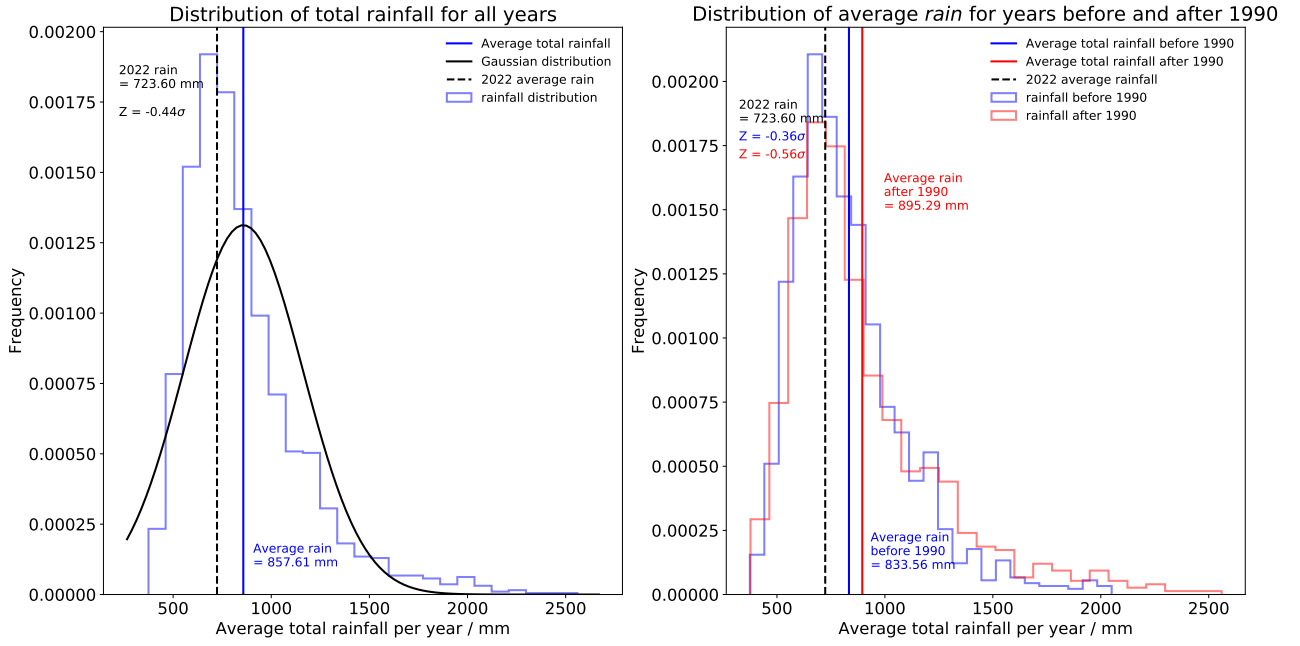 Distribution of total rainfall for all years
Frequency
0.00200
0.00175
0.00150
0.00125
0.00100
0.00075
0.00050
0.00025
0.00000
2022 rain
= 723.60 mm
Z = -0.44σ
Average total rainfall
Gaussian distribution
2022 average rain
rainfall distribution
Average rain
= 857.61 mm
500 1000 1500 2000 2500
Average total rainfall per year / mm
Distribution of average rain for years before and after 1990
Frequency
0.00200
0.00175
0.00150
0.00125
0.00100
0.00075
0.00050
0.00025
0.00000
2022 rain
= 723.60 mm
Z = -0.36σ
Z = -0.56σ
Average total rainfall before 1990
Average total rainfall after 1990
2022 average rainfall
rainfall before 1990
rainfall after 1990
Average rain
after 1990
= 895.29 mm
Average rain
before 1990
= 833.56 mm
500 1000 1500 2000 2500
Average total rainfall per year / mm